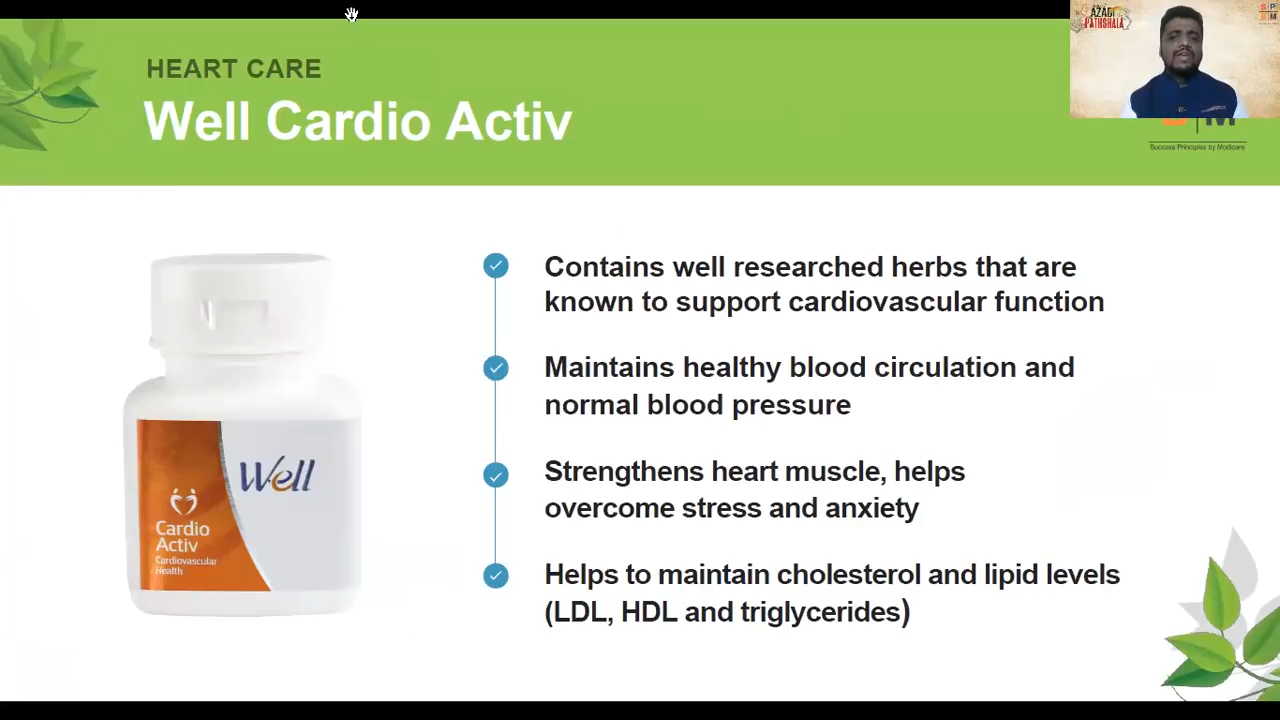 HEART CARE
Well Cardio Activ
AZADI
PATHSHALA
S P
B M
Success Principles by Modicare
Contains well researched herbs that are
known to support cardiovascular function
Maintains healthy blood circulation and
normal blood pressure
Strengthens heart muscle, helps
overcome stress and anxiety
Helps to maintain cholesterol and lipid levels
(LDL, HDL and triglycerides)
Well
Cardio
Activ
Cardiovascular
Health